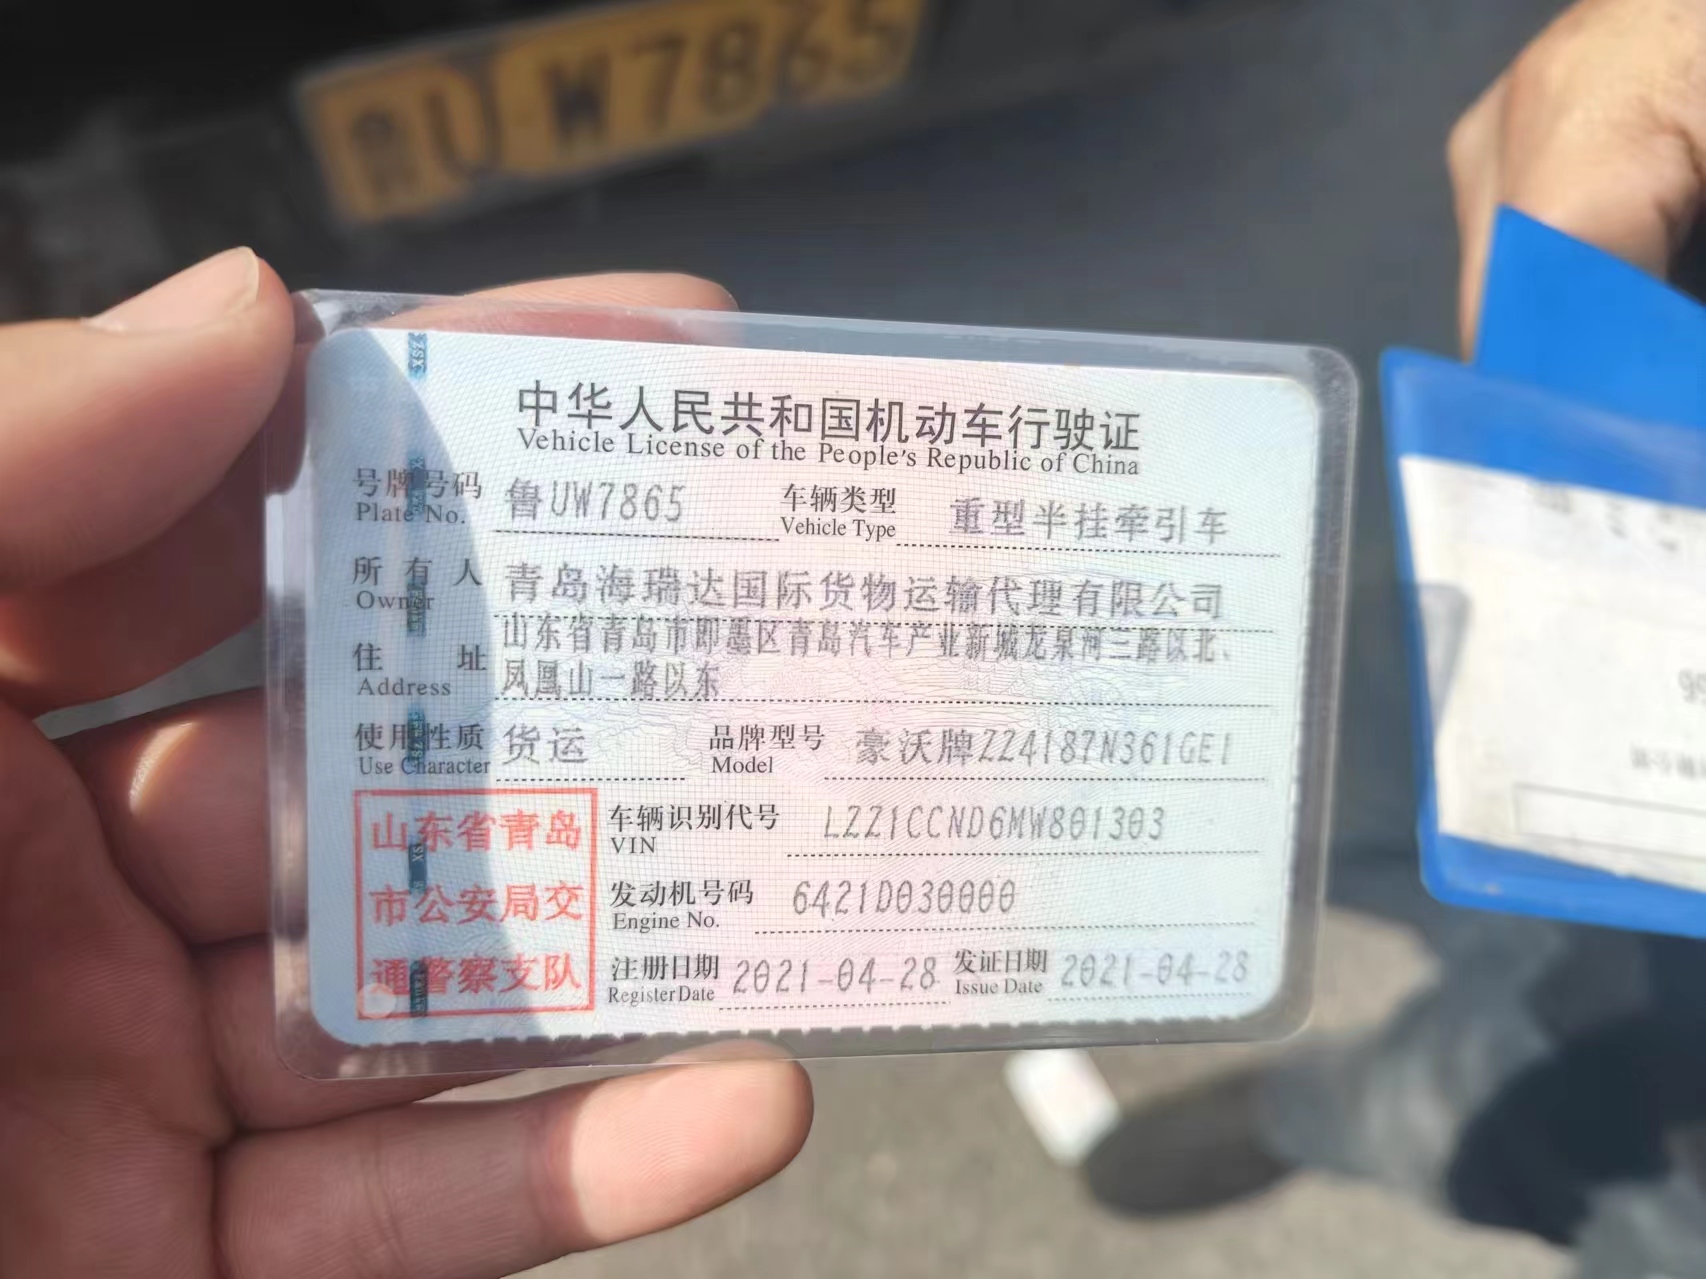 鲁U W7865
中华人民共和国机动车行驶证
Vehicle License of the People's Republic of China
号牌号码 鲁UW7865 车辆类型 重型半挂牵引车
Plate No. Vehicle Type
所有人 青岛海瑞达国际货物运输代理有限公司
Owner
住址 山东省青岛市即墨区青岛汽车产业新城龙泉河三路以北、
Address 凤凰山一路以东
使用性质 货运 品牌型号 豪沃牌ZZ4187N361GE1
Use Character Model
山东省青岛
市公安局交
通警察支队
车辆识别代号 LZZ1CCND6MW801303
VIN
发动机号码 6421D030000
Engine No.
注册日期 2021-04-28 发证日期 2021-04-28
Register Date Issue Date